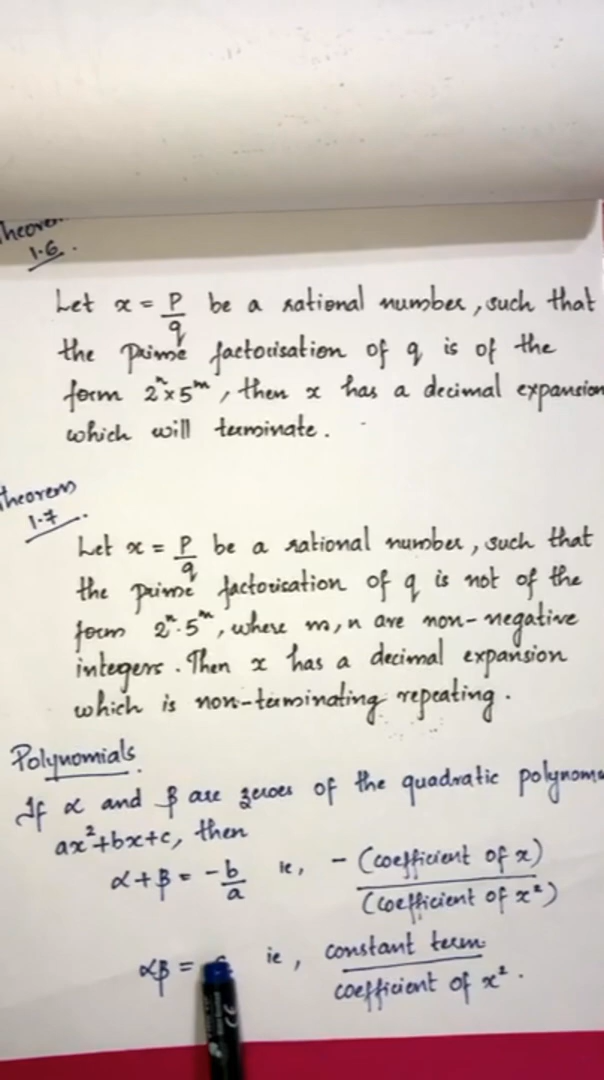 1.6
Let x = p/q be a rational number, such that
the prime factorisation of q is of the
form 2ⁿ×5ᵐ, then x has a decimal expansion
which will terminate.
Theorem
1.7
Let x = p/q be a rational number, such that
the prime factorisation of q is not of the
form 2ⁿ·5ᵐ, where m, n are non-negative
integers. Then x has a decimal expansion
which is non-terminating repeating.
Polynomials
If α and β are zeroes of the quadratic
ax²+bx+c, then
α+β = -b/a ie, -(coefficient of x)/(coefficient of x²)
αβ = ie, constant term/coefficient of x².